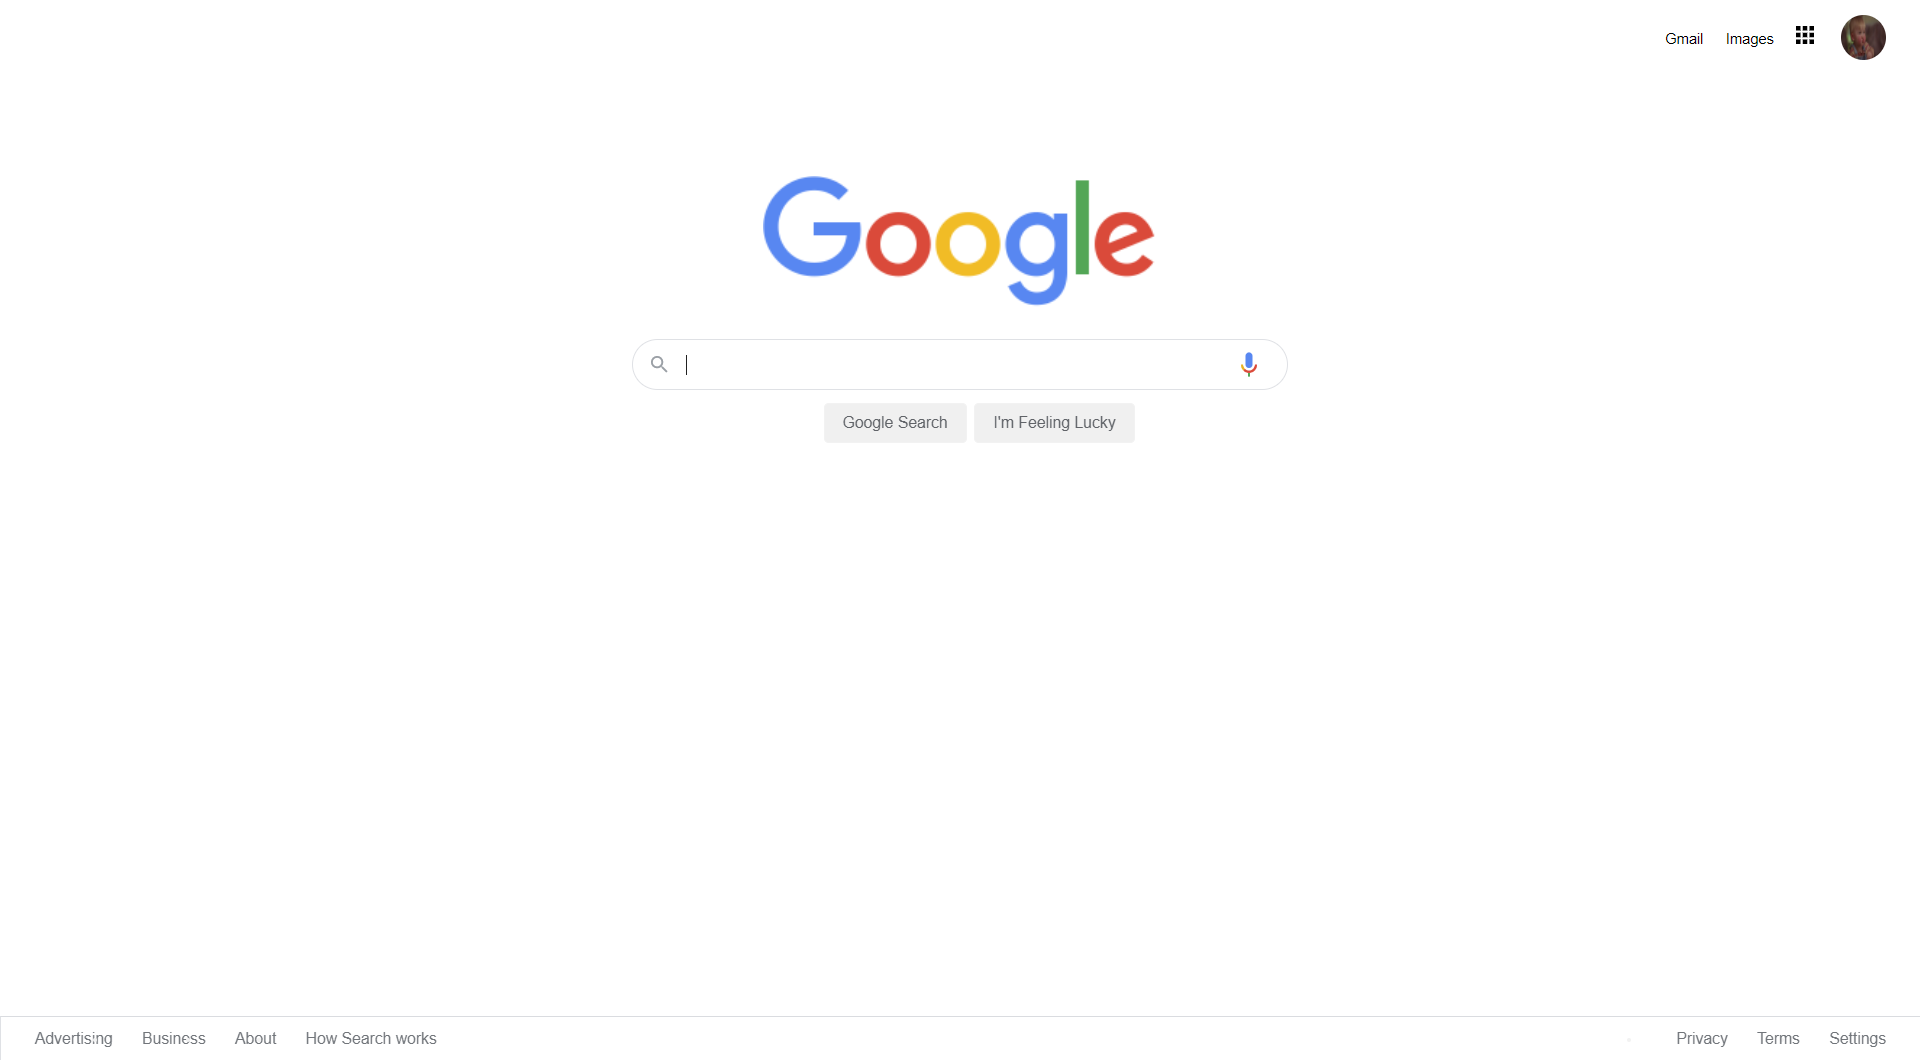 Gmail Images
Google
Google Search I'm Feeling Lucky
Advertising Business About How Search works Privacy Terms Settings